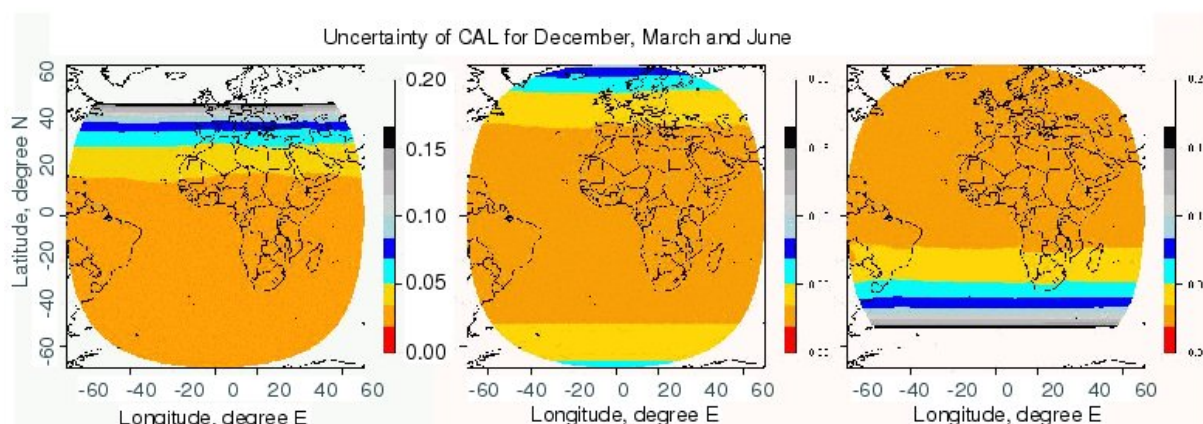 Uncertainty of CAL for December, March and June
60
40
20
0
-20
-40
-60
Latitude, degree N
0.20
0.15
0.10
0.05
0.00
-60 -40 -20 0 20 40 60
Longitude, degree E
-60 -40 -20 0 20 40 60
Longitude, degree E
-60 -40 -20 0 20 40 60
Longitude, degree E